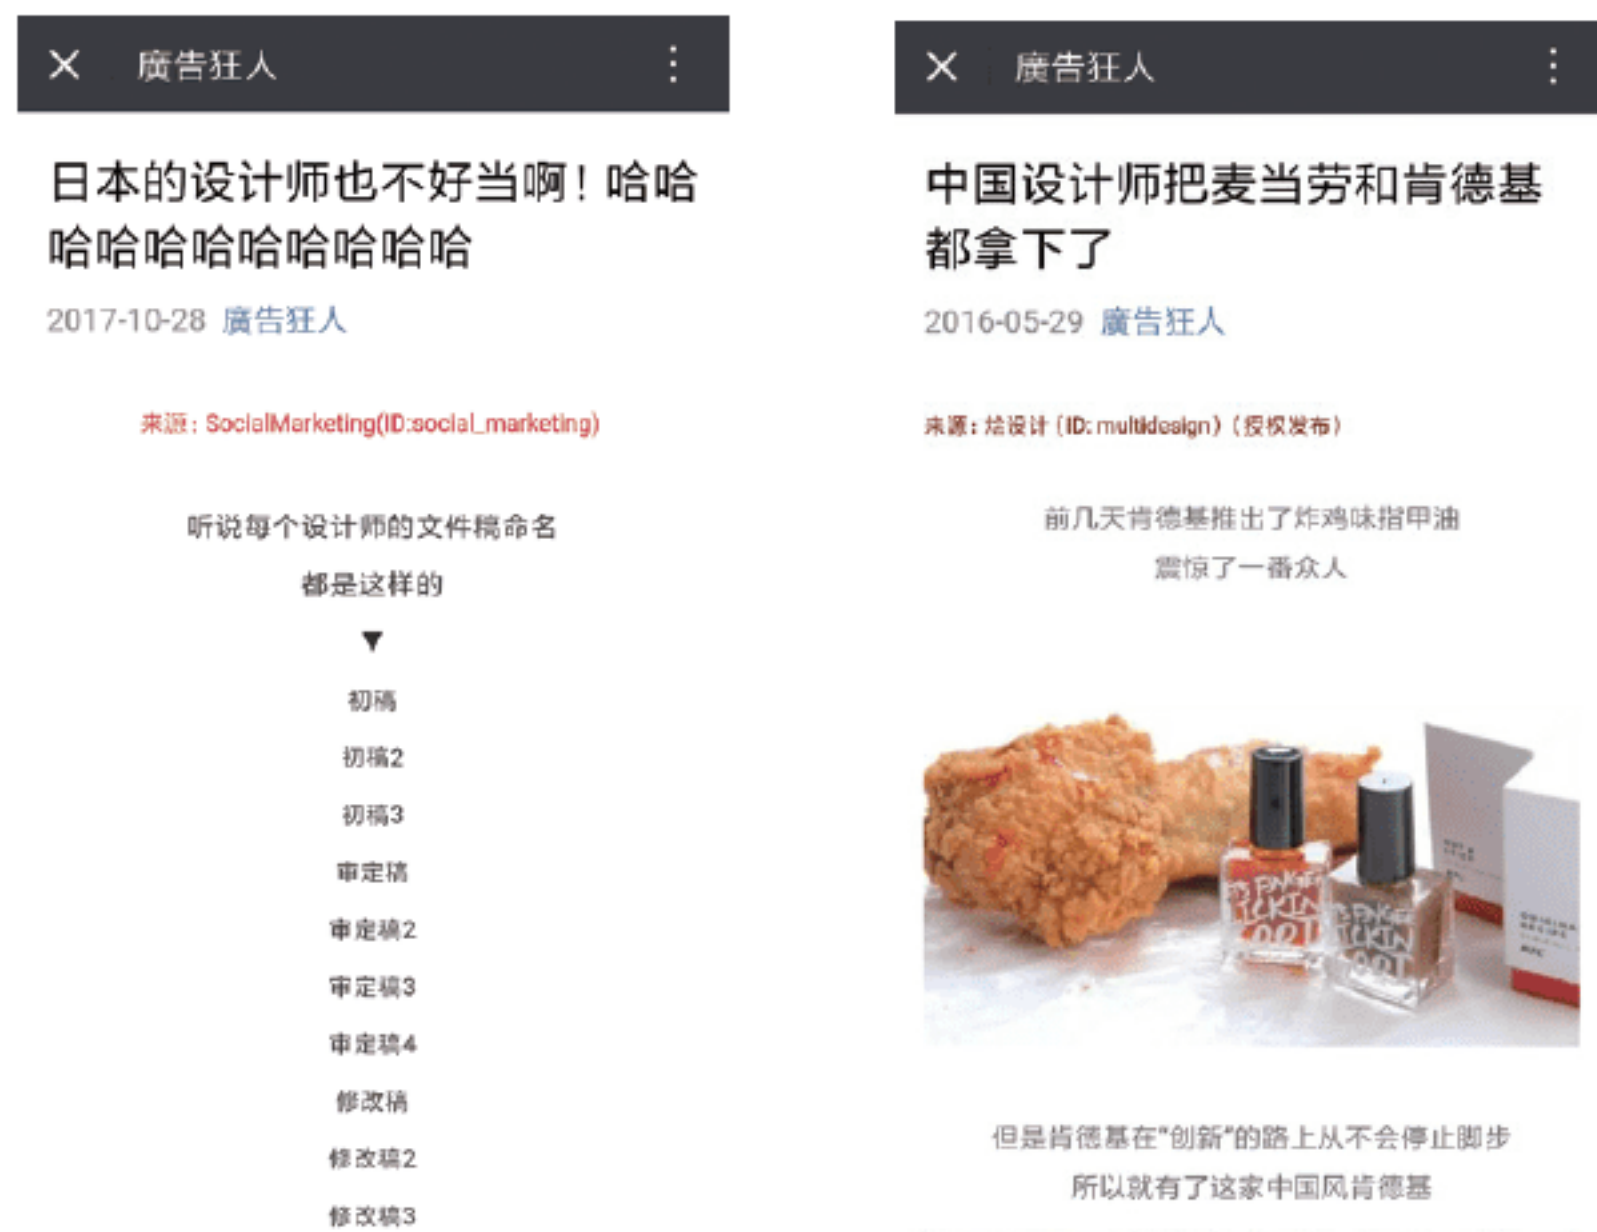 廣告狂人
日本的设计师也不好当啊！哈哈
哈哈哈哈哈哈哈哈哈
2017-10-28 廣告狂人
来源：SocialMarketing(ID:social_marketing)
听说每个设计师的文件稿命名
都是这样的
▼
初稿
初稿2
初稿3
审定稿
审定稿2
审定稿3
审定稿4
修改稿
修改稿2
修改稿3
廣告狂人
中国设计师把麦当劳和肯德基
都拿下了
2016-05-29 廣告狂人
来源：烩设计（ID: multidesign）（授权发布）
前几天肯德基推出了炸鸡味指甲油
震惊了一番众人
但是肯德基在“创新”的路上从不会停止脚步
所以就有了这家中国风肯德基